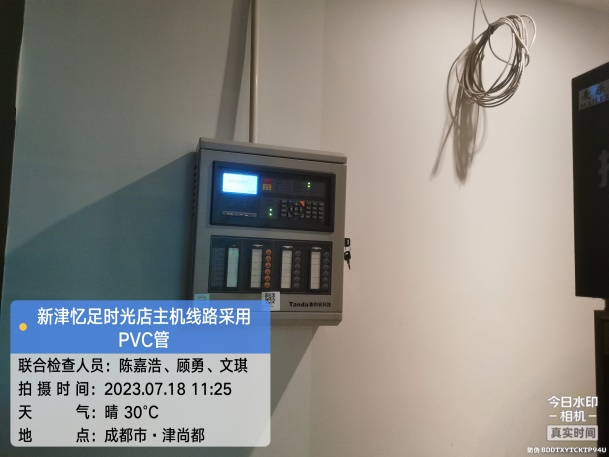 Tanda
新津忆足时光店主机线路采用
PVC管
联合检查人员：陈嘉浩、顾勇、文琪
拍摄时间：2023.07.18 11:25
天气：晴 30℃
地点：成都市·津尚都
今日水印
相机
真实时间
防伪 BDDTXYTCKTP94U